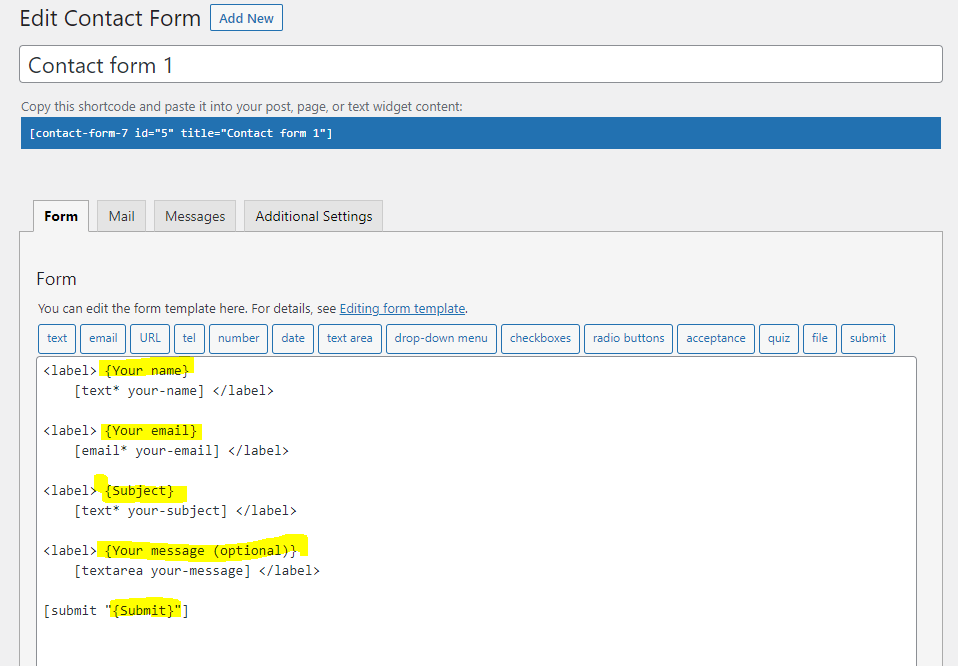 Edit Contact Form Add New
Contact form 1
Copy this shortcode and paste it into your post, page, or text widget content:
[contact-form-7 id="5" title="Contact form 1"]
Form Mail Messages Additional Settings
Form
You can edit the form template here. For details, see Editing form template.
text email URL tel number date text area drop-down menu checkboxes radio buttons acceptance quiz file submit
<label> {Your name}
[text* your-name] </label>
<label> {Your email}
[email* your-email] </label>
<label> {Subject}
[text* your-subject] </label>
<label> {Your message (optional)}
[textarea your-message] </label>
[submit "{Submit}"]